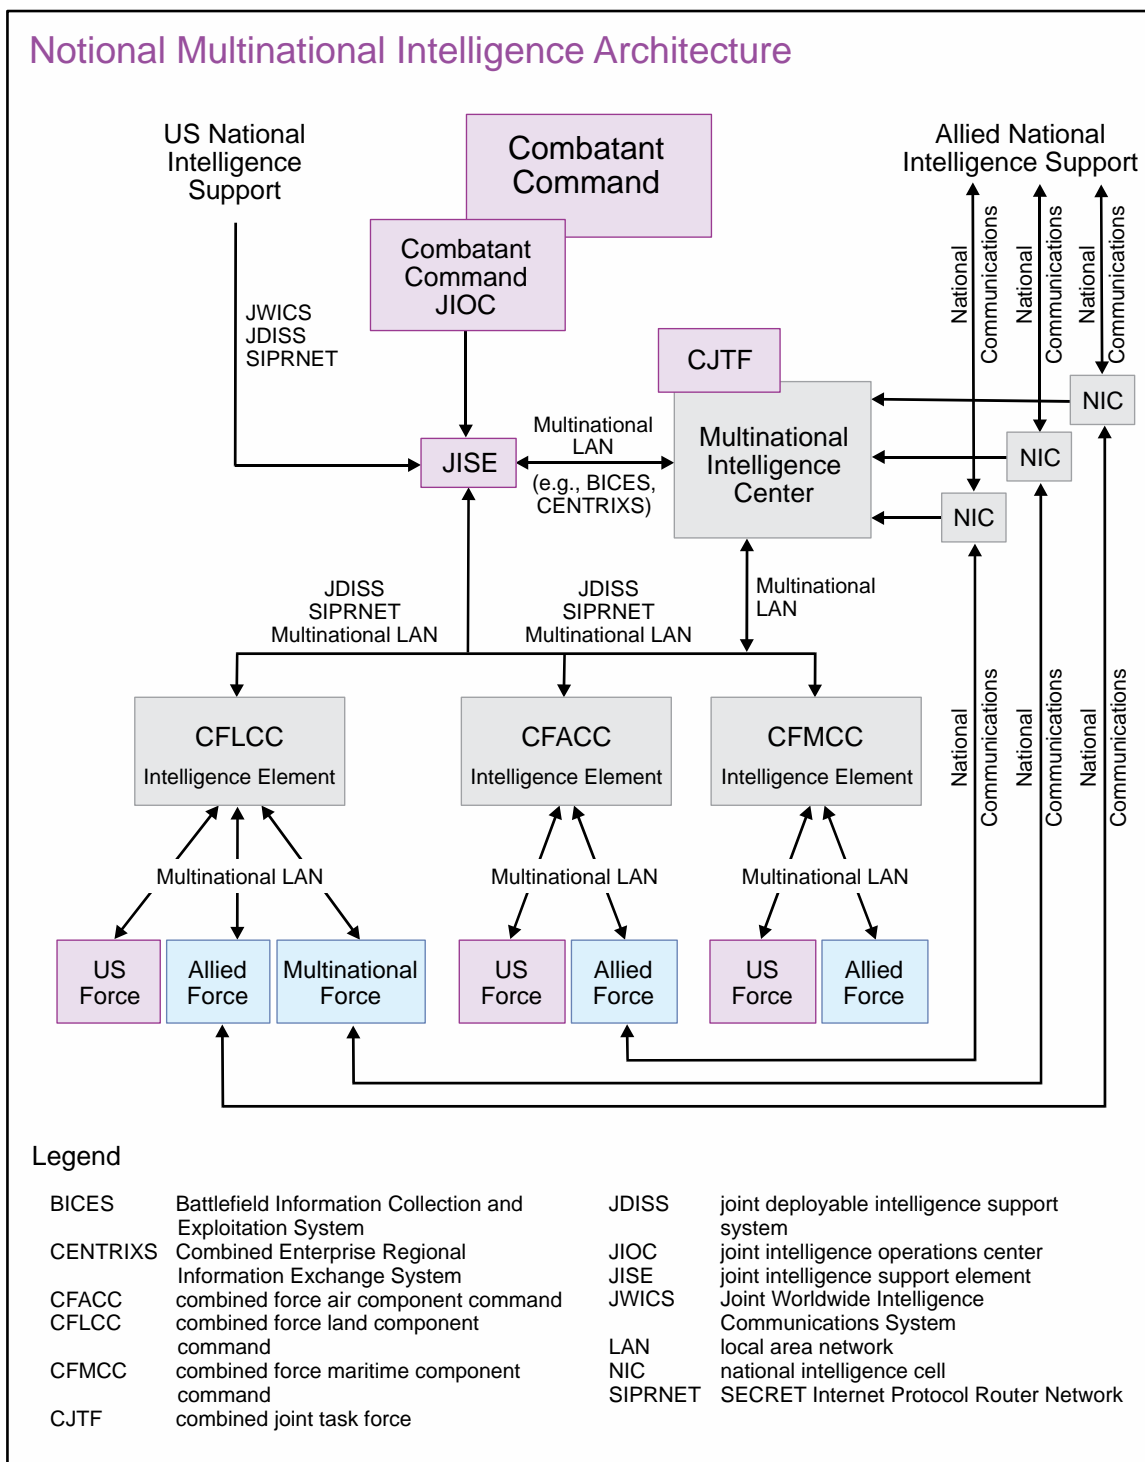 Notional Multinational Intelligence Architecture
US National
Intelligence
Support
Combatant
Command
Allied National
Intelligence Support
Combatant
Command
JIOC
National
Communications
National
Communications
National
Communications
JWICS
JDISS
SIPRNET
CJTF
NIC
Multinational
LAN
(e.g., BICES,
CENTRIXS)
JISE
Multinational
Intelligence
Center
NIC
NIC
JDISS
SIPRNET
Multinational LAN
JDISS
SIPRNET
Multinational LAN
Multinational
LAN
National
Communications
National
Communications
National
Communications
CFLCC
Intelligence Element
CFACC
Intelligence Element
CFMCC
Intelligence Element
Multinational LAN
Multinational LAN
Multinational LAN
US
Force
Allied
Force
Multinational
Force
US
Force
Allied
Force
US
Force
Allied
Force
Legend
BICES Battlefield Information Collection and
Exploitation System
CENTRIXS Combined Enterprise Regional
Information Exchange System
CFACC combined force air component command
CFLCC combined force land component
command
CFMCC combined force maritime component
command
CJTF combined joint task force
JDISS joint deployable intelligence support
system
JIOC joint intelligence operations center
JISE joint intelligence support element
JWICS Joint Worldwide Intelligence
Communications System
LAN local area network
NIC national intelligence cell
SIPRNET SECRET Internet Protocol Router Network